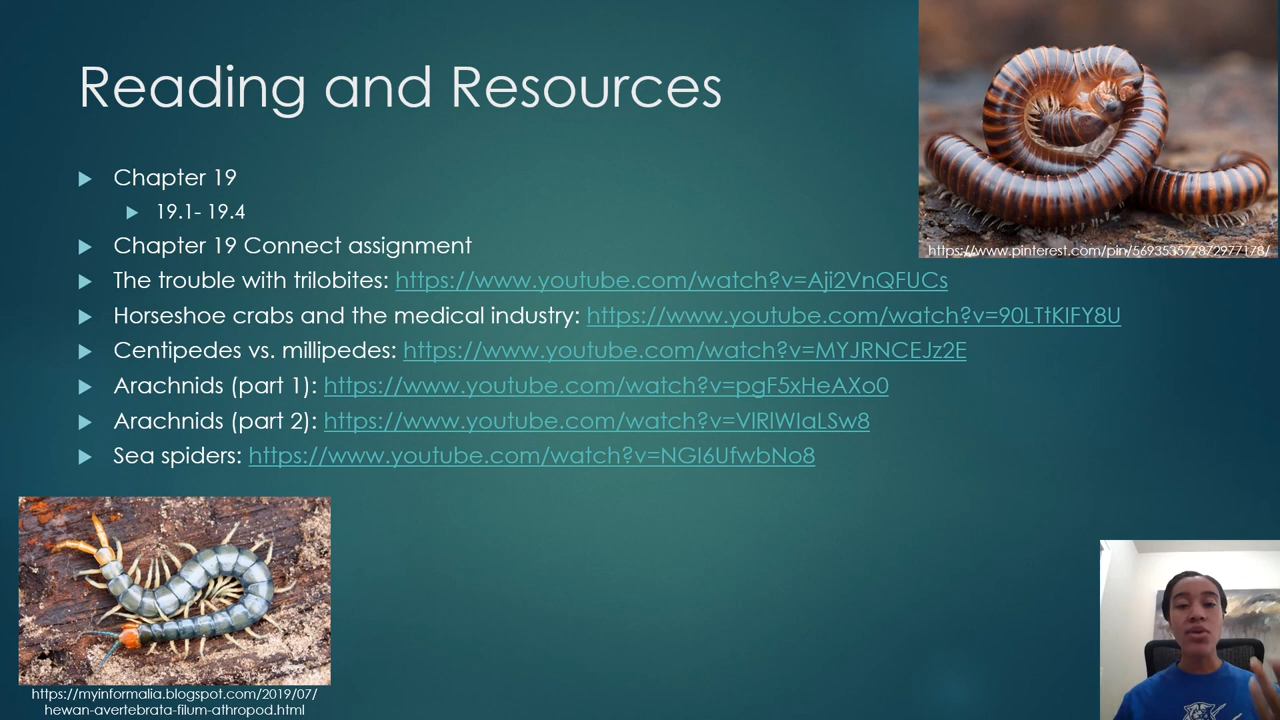 Reading and Resources
https://www.pinterest.com/pin/569353577872977178/
Chapter 19
19.1- 19.4
Chapter 19 Connect assignment
The trouble with trilobites: https://www.youtube.com/watch?v=Aji2VnQFUCs
Horseshoe crabs and the medical industry: https://www.youtube.com/watch?v=90LTtKIFY8U
Centipedes vs. millipedes: https://www.youtube.com/watch?v=MYJRNCEJz2E
Arachnids (part 1): https://www.youtube.com/watch?v=pgF5xHeAXo0
Arachnids (part 2): https://www.youtube.com/watch?v=VlRlWIaLSw8
Sea spiders: https://www.youtube.com/watch?v=NGI6UfwbNo8
https://myinformalia.blogspot.com/2019/07/
hewan-avertebrata-filum-athropod.html